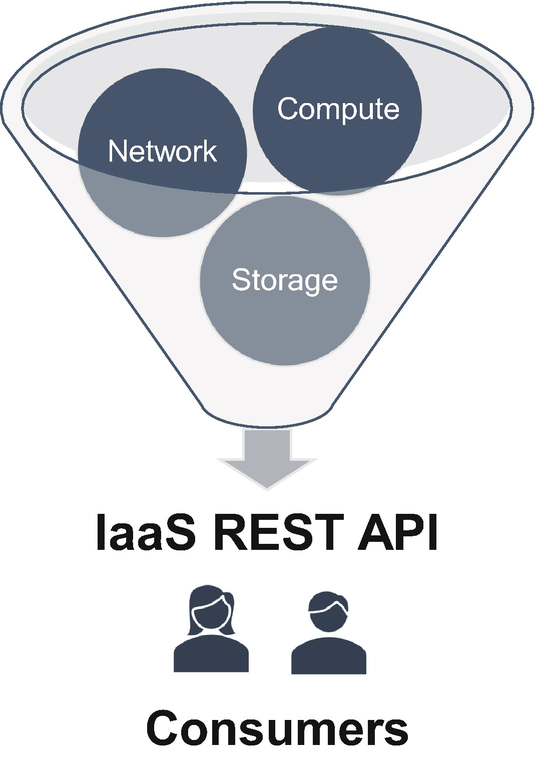 Compute
Network
Storage
IaaS REST API
Consumers